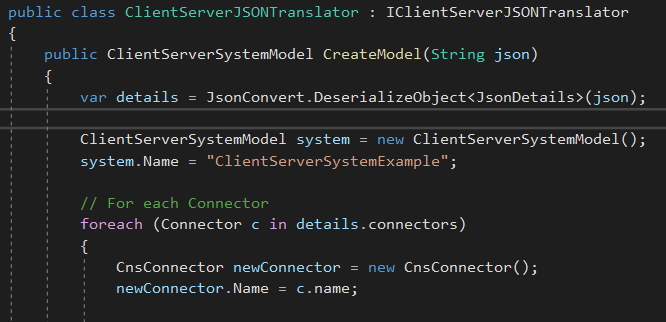 public class ClientServerJSONTranslator : IClientServerJSONTranslator
{
public ClientServerSystemModel CreateModel(String json)
{
var details = JsonConvert.DeserializeObject<JsonDetails>(json);
ClientServerSystemModel system = new ClientServerSystemModel();
system.Name = "ClientServerSystemExample";
// For each Connector
foreach (Connector c in details.connectors)
{
CnsConnector newConnector = new CnsConnector();
newConnector.Name = c.name;